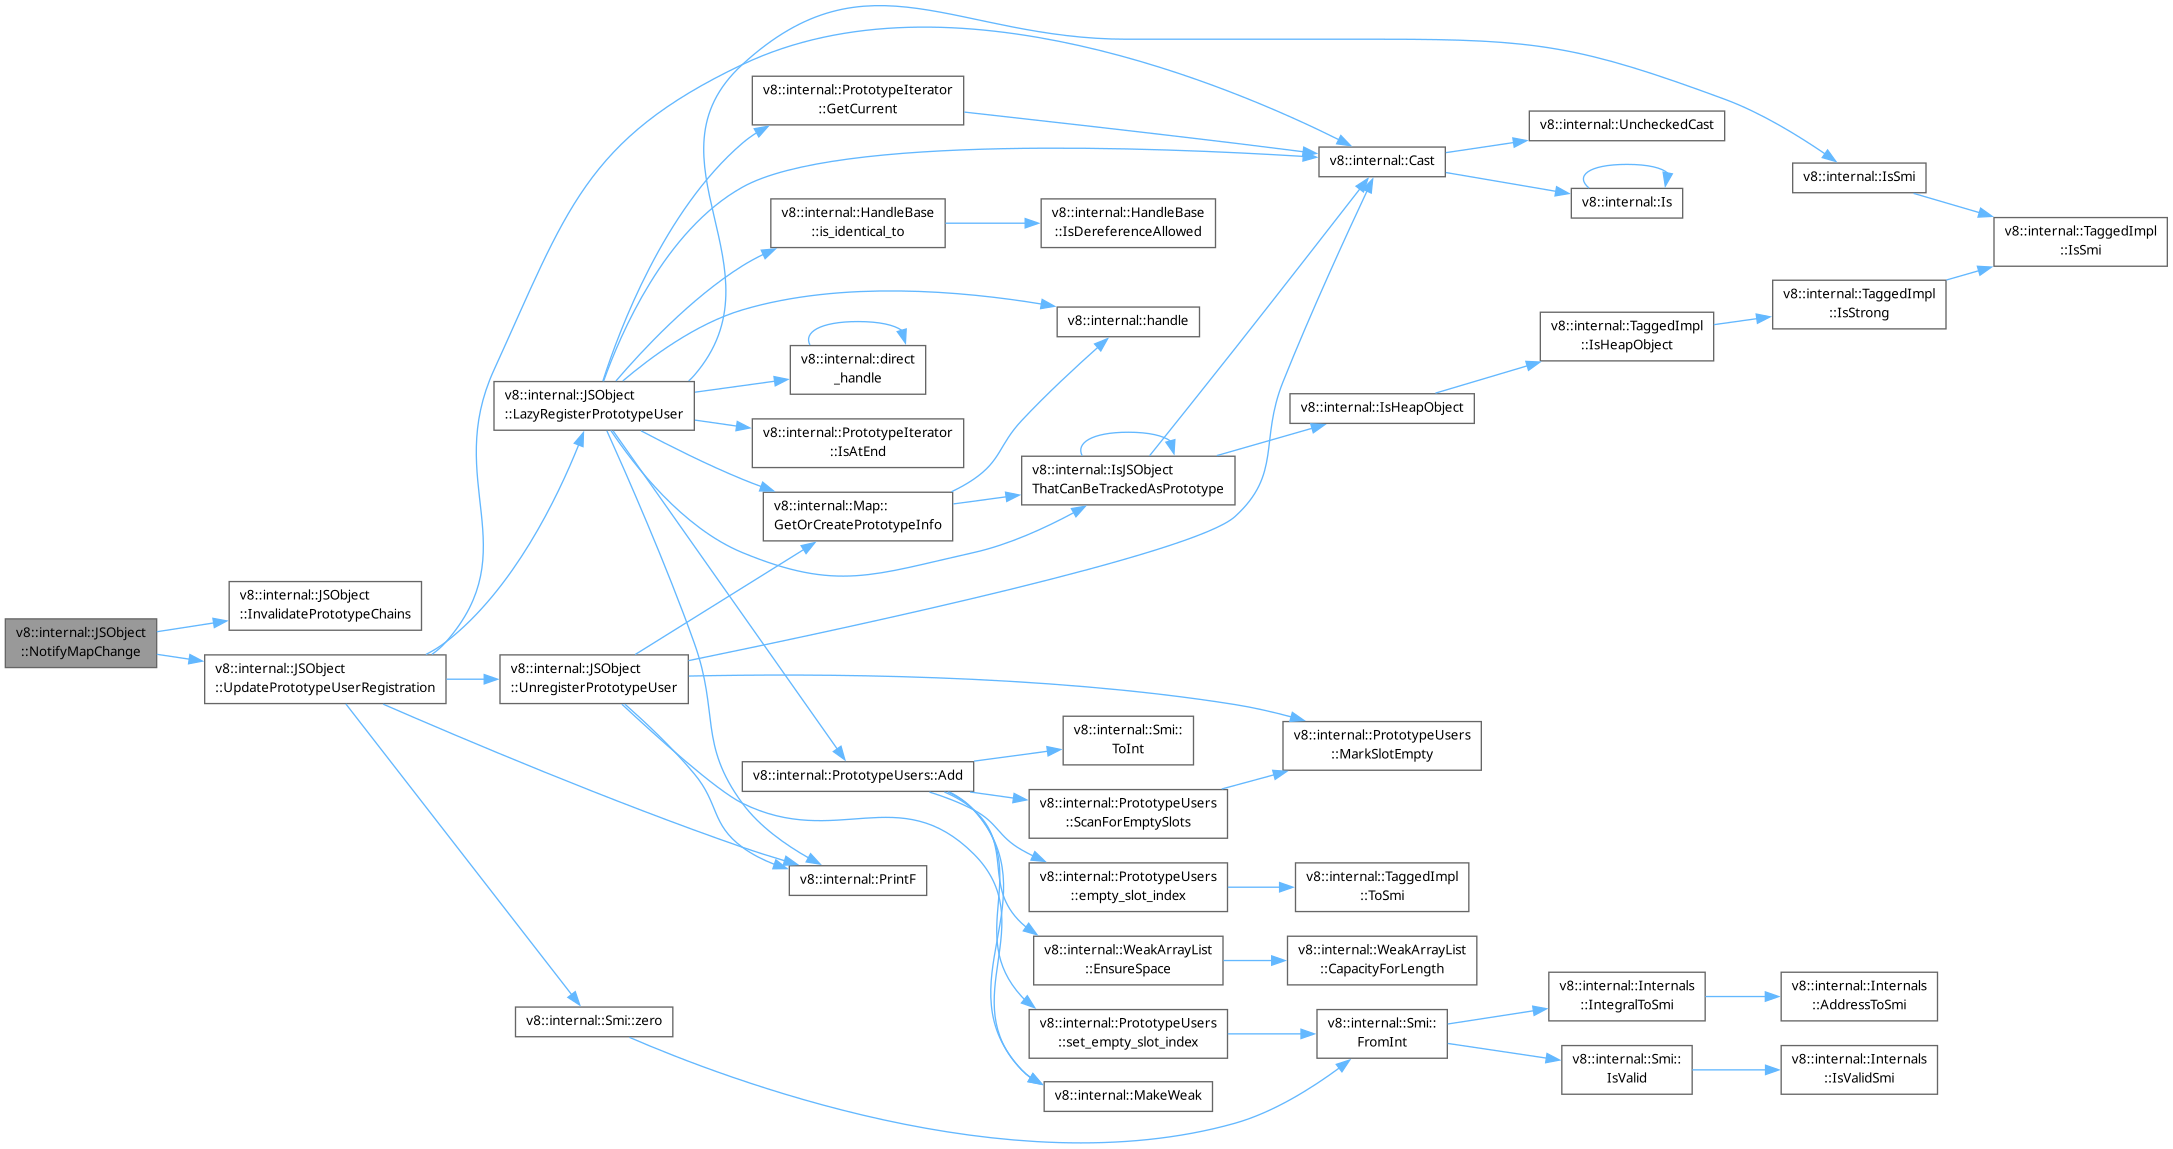 v8::internal::JSObject
::NotifyMapChange
v8::internal::JSObject
::InvalidatePrototypeChains
v8::internal::JSObject
::UpdatePrototypeUserRegistration
v8::internal::JSObject
::LazyRegisterPrototypeUser
v8::internal::JSObject
::UnregisterPrototypeUser
v8::internal::Smi::zero
v8::internal::PrototypeIterator
::GetCurrent
v8::internal::HandleBase
::is_identical_to
v8::internal::direct
_handle
v8::internal::PrototypeIterator
::IsAtEnd
v8::internal::Map::
GetOrCreatePrototypeInfo
v8::internal::PrototypeUsers::Add
v8::internal::PrintF
v8::internal::HandleBase
::IsDereferenceAllowed
v8::internal::handle
v8::internal::IsJSObject
ThatCanBeTrackedAsPrototype
v8::internal::Smi::
ToInt
v8::internal::PrototypeUsers
::ScanForEmptySlots
v8::internal::PrototypeUsers
::empty_slot_index
v8::internal::WeakArrayList
::EnsureSpace
v8::internal::PrototypeUsers
::set_empty_slot_index
v8::internal::MakeWeak
v8::internal::Cast
v8::internal::IsHeapObject
v8::internal::PrototypeUsers
::MarkSlotEmpty
v8::internal::TaggedImpl
::ToSmi
v8::internal::WeakArrayList
::CapacityForLength
v8::internal::Smi::
FromInt
v8::internal::UncheckedCast
v8::internal::Is
v8::internal::TaggedImpl
::IsHeapObject
v8::internal::Internals
::IntegralToSmi
v8::internal::Smi::
IsValid
v8::internal::IsSmi
v8::internal::TaggedImpl
::IsStrong
v8::internal::Internals
::AddressToSmi
v8::internal::Internals
::IsValidSmi
v8::internal::TaggedImpl
::IsSmi